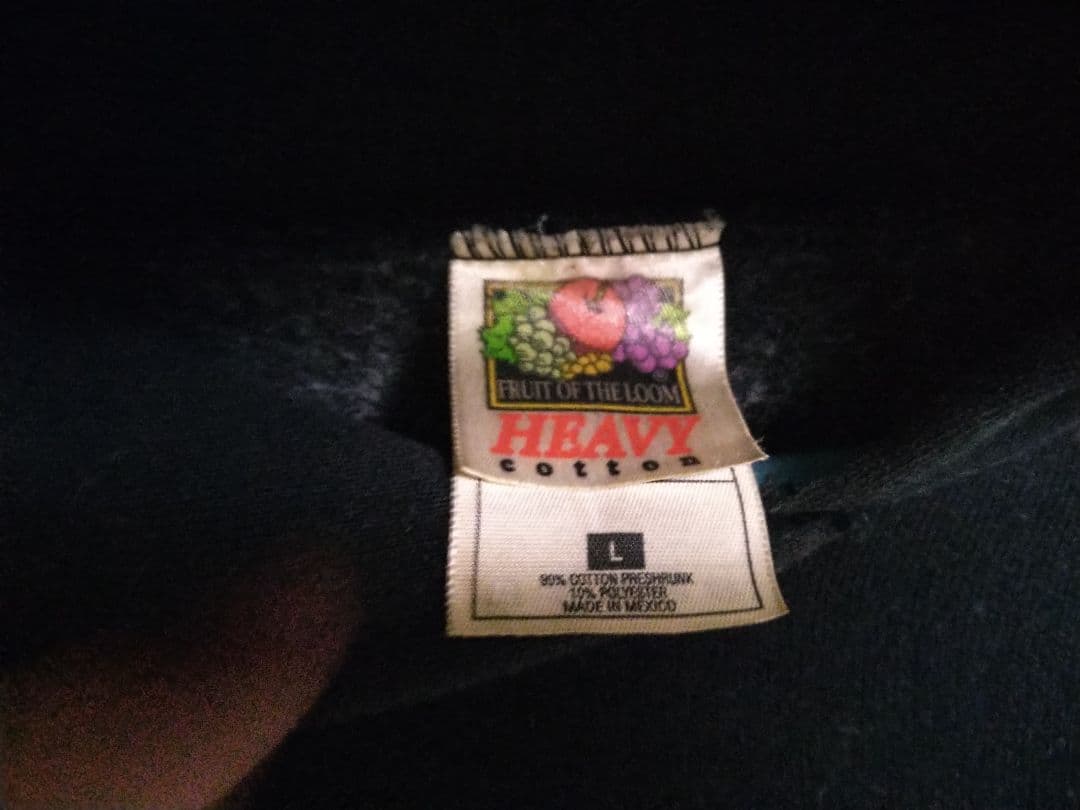 FRUIT OF THE LOOM
HEAVY
cotton
L
90% COTTON PRESHRUNK
10% POLYESTER
MADE IN MEXICO